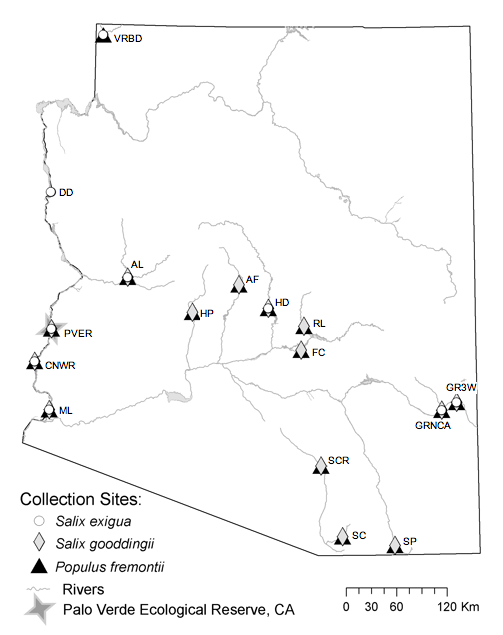 VRBD
DD
AL
AF
HP
HD
RL
PVER
FC
CNWR
GR3W
ML
GRNCA
SCR
SC
SP
Collection Sites:
Salix exigua
Salix gooddingii
Populus fremontii
Rivers
Palo Verde Ecological Reserve, CA
0 30 60 120 Km